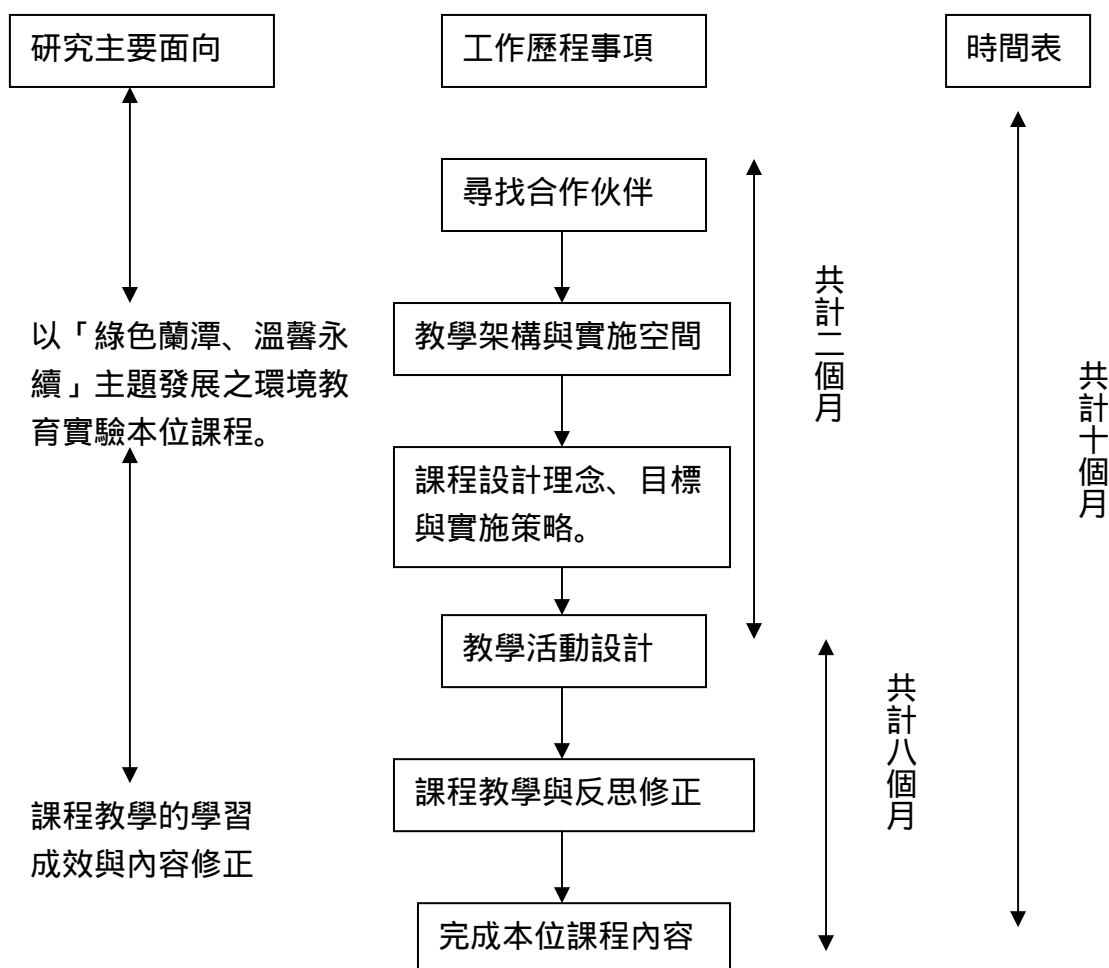 研究主要面向
工作歷程事項
時間表
尋找合作伙伴
教學架構與實施空間
課程設計理念、目標
與實施策略。
教學活動設計
課程教學與反思修正
完成本位課程內容
以「綠色蘭潭、溫馨永
續」主題發展之環境教
育實驗本位課程。
課程教學的學習
成效與內容修正
共計二個月
共計八個月
共計十個月